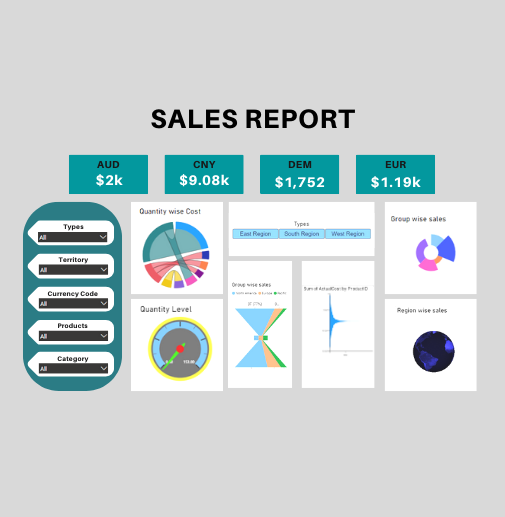 SALES REPORT
AUD
$2k
CNY
$9.08k
DEM
$1,752
EUR
$1.19k
Types
All
Territory
All
Currency Code
All
Products
All
Category
All
Quantity wise Cost
Quantity Level
Types
East Region
South Region
West Region
Group wise sales
Sum of ActualCost by ProductID
Group wise sales
Region wise sales